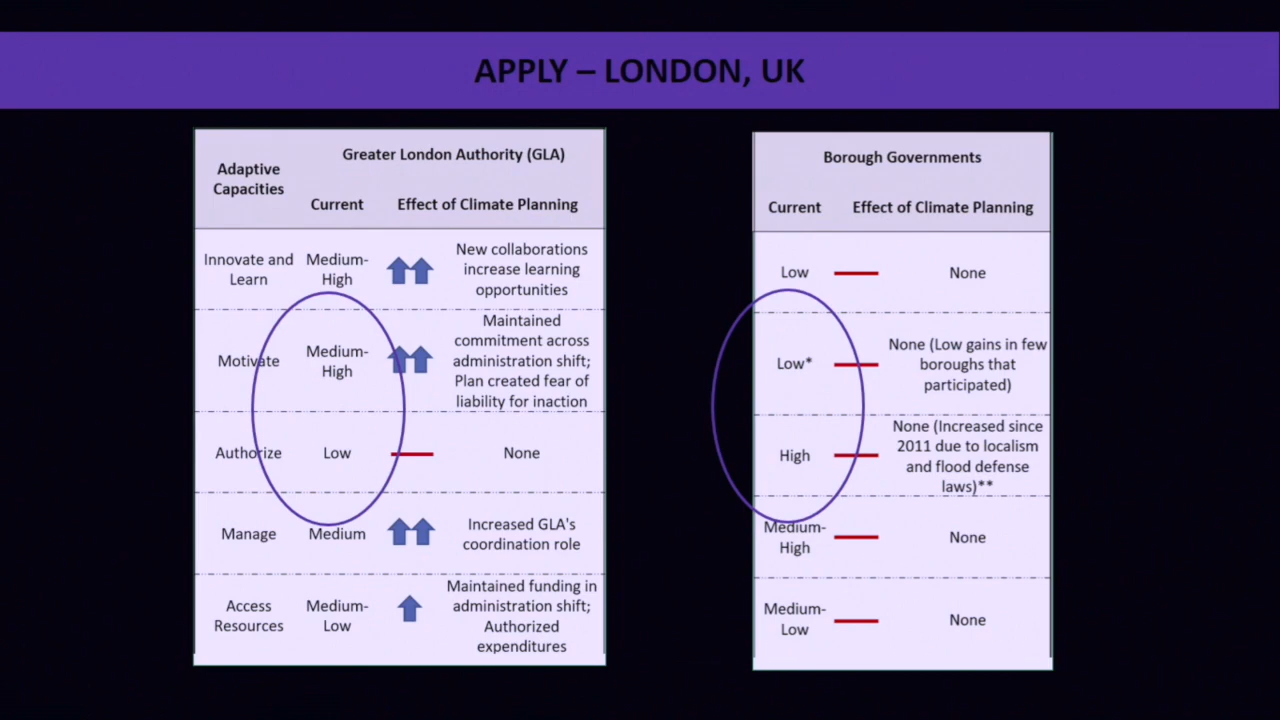 APPLY – LONDON, UK
Adaptive
Capacities
Greater London Authority (GLA)
Current
Effect of Climate Planning
Innovate and
Learn
Medium-
High
New collaborations
increase learning
opportunities
Motivate
Medium-
High
Maintained
commitment across
administration shift;
Plan created fear of
liability for inaction
Authorize
Low
None
Manage
Medium
Increased GLA's
coordination role
Access
Resources
Medium-
Low
Maintained funding in
administration shift;
Authorized
expenditures
Borough Governments
Current
Effect of Climate Planning
Low
None
Low*
None (Low gains in few
boroughs that
participated)
High
None (Increased since
2011 due to localism
and flood defense
laws)**
Medium-
High
None
Medium-
Low
None